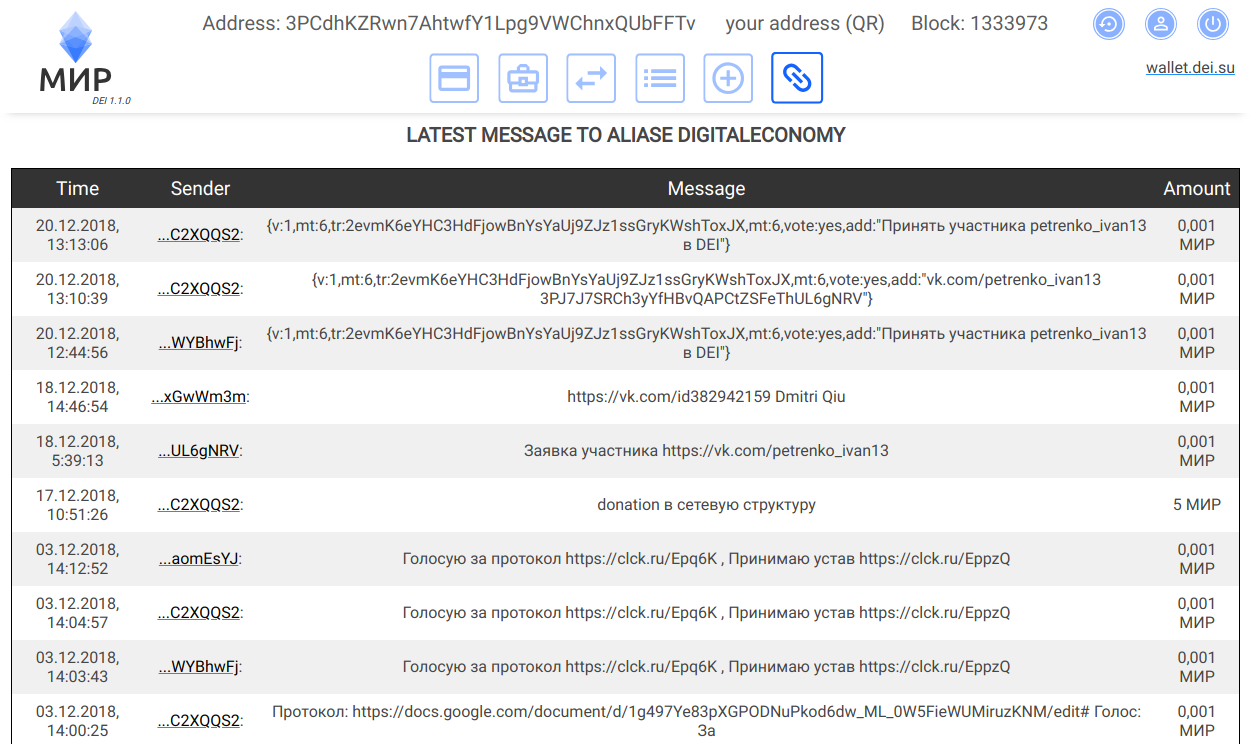 Address: 3PCdhKZRwn7AhtwfY1Lpg9VWChnxQUbFFTv your address (QR) Block: 1333973
wallet.dei.su
МИР
DEI 1.1.0
LATEST MESSAGE TO ALIASE DIGITALECONOMY
Time Sender Message Amount
20.12.2018, 13:13:06 ...C2XQQS2: {v:1,mt:6,tr:2evmK6eYHC3HdFjowBnYsYaUj9ZJz1ssGryKWshToxJX,mt:6,vote:yes,add:"Принять участника petrenko_ivan13 в DEI"} 0,001 МИР
20.12.2018, 13:10:39 ...C2XQQS2: {v:1,mt:6,tr:2evmK6eYHC3HdFjowBnYsYaUj9ZJz1ssGryKWshToxJX,mt:6,vote:yes,add:"vk.com/petrenko_ivan13 3PJ7J7SRCh3yYfHBvQAPCtZSFeThUL6gNRV"} 0,001 МИР
20.12.2018, 12:44:56 ...WYBhwFj: {v:1,mt:6,tr:2evmK6eYHC3HdFjowBnYsYaUj9ZJz1ssGryKWshToxJX,mt:6,vote:yes,add:"Принять участника petrenko_ivan13 в DEI"} 0,001 МИР
18.12.2018, 14:46:54 ...xGwWm3m: https://vk.com/id382942159 Dmitri Qiu 0,001 МИР
18.12.2018, 5:39:13 ...UL6gNRV: Заявка участника https://vk.com/petrenko_ivan13 0,001 МИР
17.12.2018, 10:51:26 ...C2XQQS2: donation в сетевую структуру 5 МИР
03.12.2018, 14:12:52 ...aomEsYJ: Голосую за протокол https://clck.ru/Epq6K , Принимаю устав https://clck.ru/EppzQ 0,001 МИР
03.12.2018, 14:04:57 ...C2XQQS2: Голосую за протокол https://clck.ru/Epq6K , Принимаю устав https://clck.ru/EppzQ 0,001 МИР
03.12.2018, 14:03:43 ...WYBhwFj: Голосую за протокол https://clck.ru/Epq6K , Принимаю устав https://clck.ru/EppzQ 0,001 МИР
03.12.2018, 14:00:25 ...C2XQQS2: Протокол: https://docs.google.com/document/d/1g497Ye83pXGPODNuPkod6dw_ML_0W5FieWUMiruzKNM/edit# Голос: За 0,001 МИР